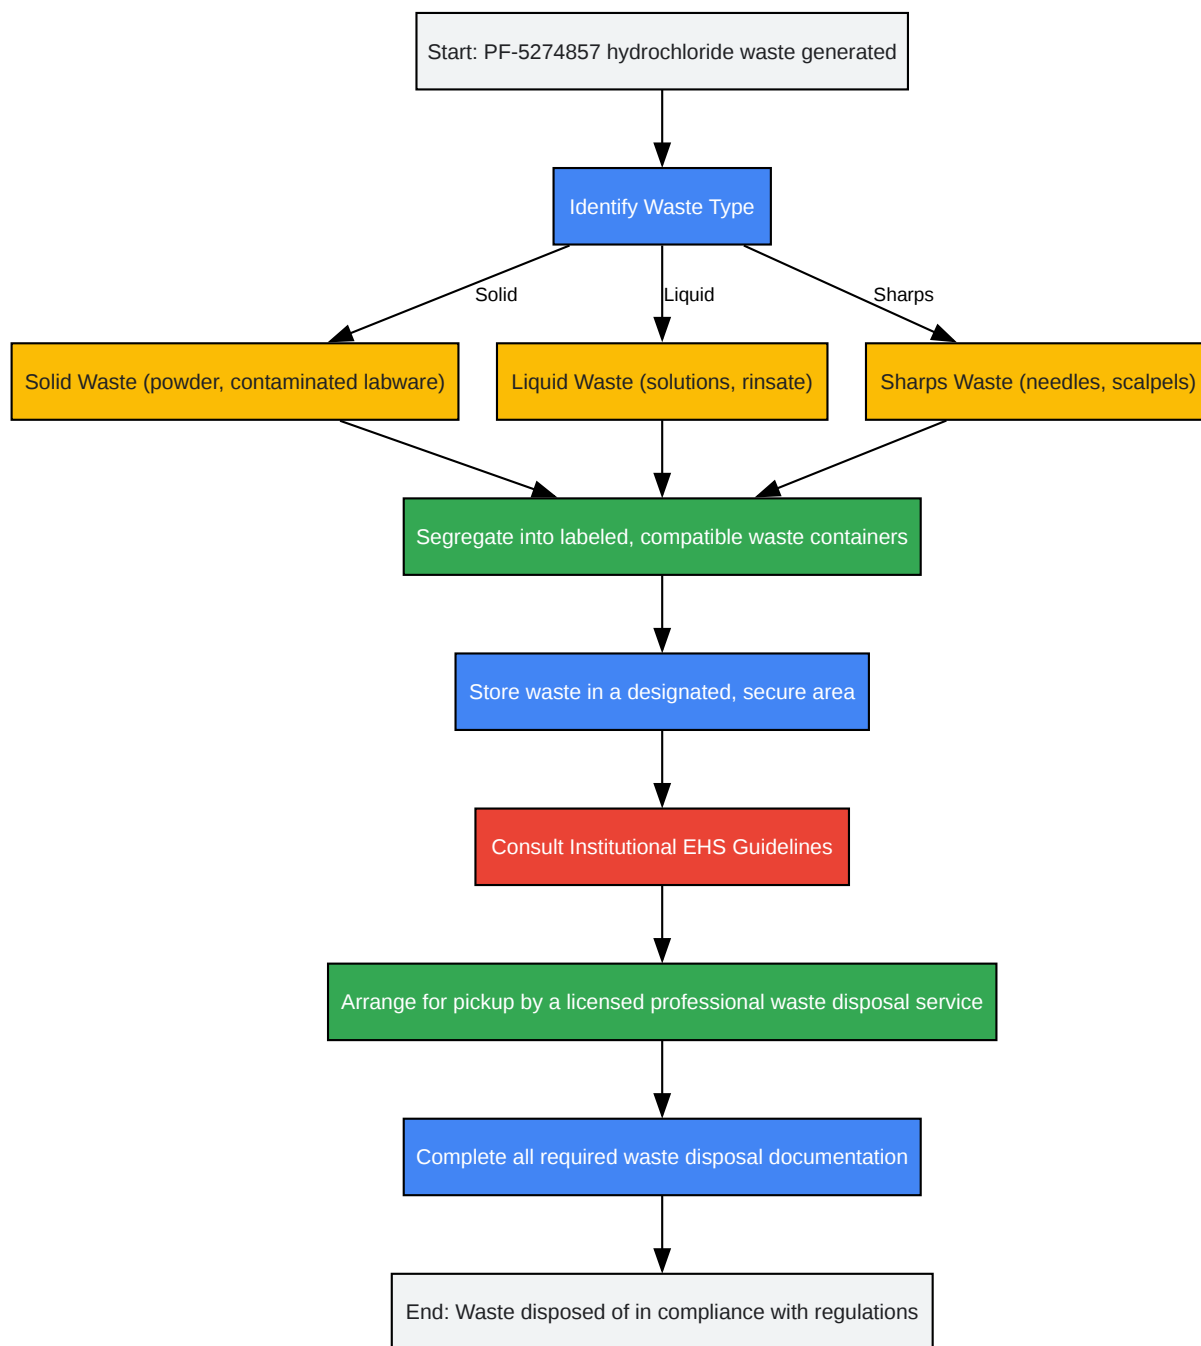 Start: PF-5274857 hydrochloride waste generated
Identify Waste Type
Solid
Liquid
Sharps
Solid Waste (powder, contaminated labware)
Liquid Waste (solutions, rinsate)
Sharps Waste (needles, scalpels)
Segregate into labeled, compatible waste containers
Store waste in a designated, secure area
Consult Institutional EHS Guidelines
Arrange for pickup by a licensed professional waste disposal service
Complete all required waste disposal documentation
End: Waste disposed of in compliance with regulations